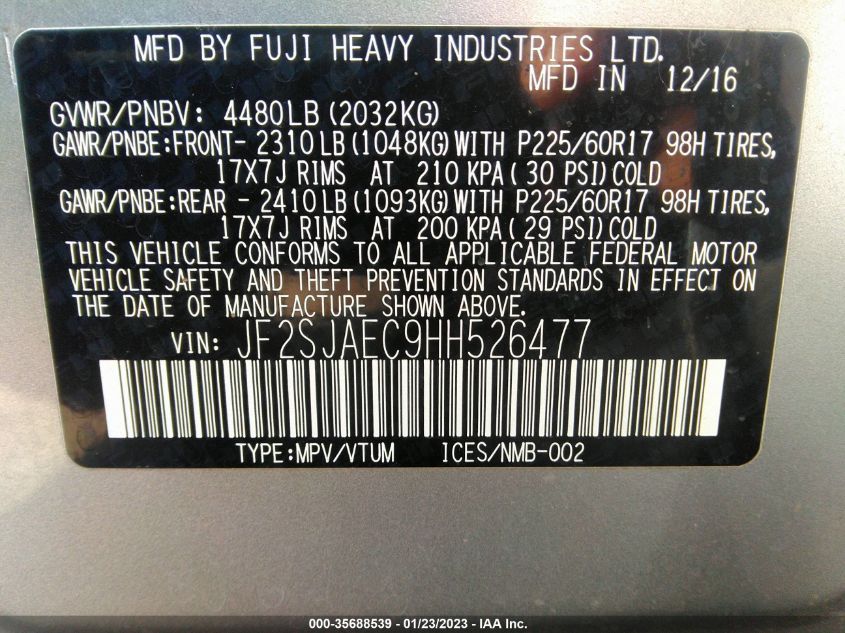 MFD BY FUJI HEAVY INDUSTRIES LTD.
MFD IN 12/16
GVWR/PNBV: 4480LB (2032KG)
GAWR/PNBE:FRONT- 2310 LB (1048KG) WITH P225/60R17 98H TIRES,
17X7J RIMS AT 210 KPA ( 30 PSI) COLD
GAWR/PNBE:REAR - 2410 LB (1093KG) WITH P225/60R17 98H TIRES,
17X7J RIMS AT 200 KPA ( 29 PSI) COLD
THIS VEHICLE CONFORMS TO ALL APPLICABLE FEDERAL MOTOR
VEHICLE SAFETY AND THEFT PREVENTION STANDARDS IN EFFECT ON
THE DATE OF MANUFACTURE SHOWN ABOVE.
VIN: JF2SJAEC9HH526477
TYPE:MPV/VTUM ICES/NMB-002
000-35688539 - 01/23/2023 - IAA Inc.